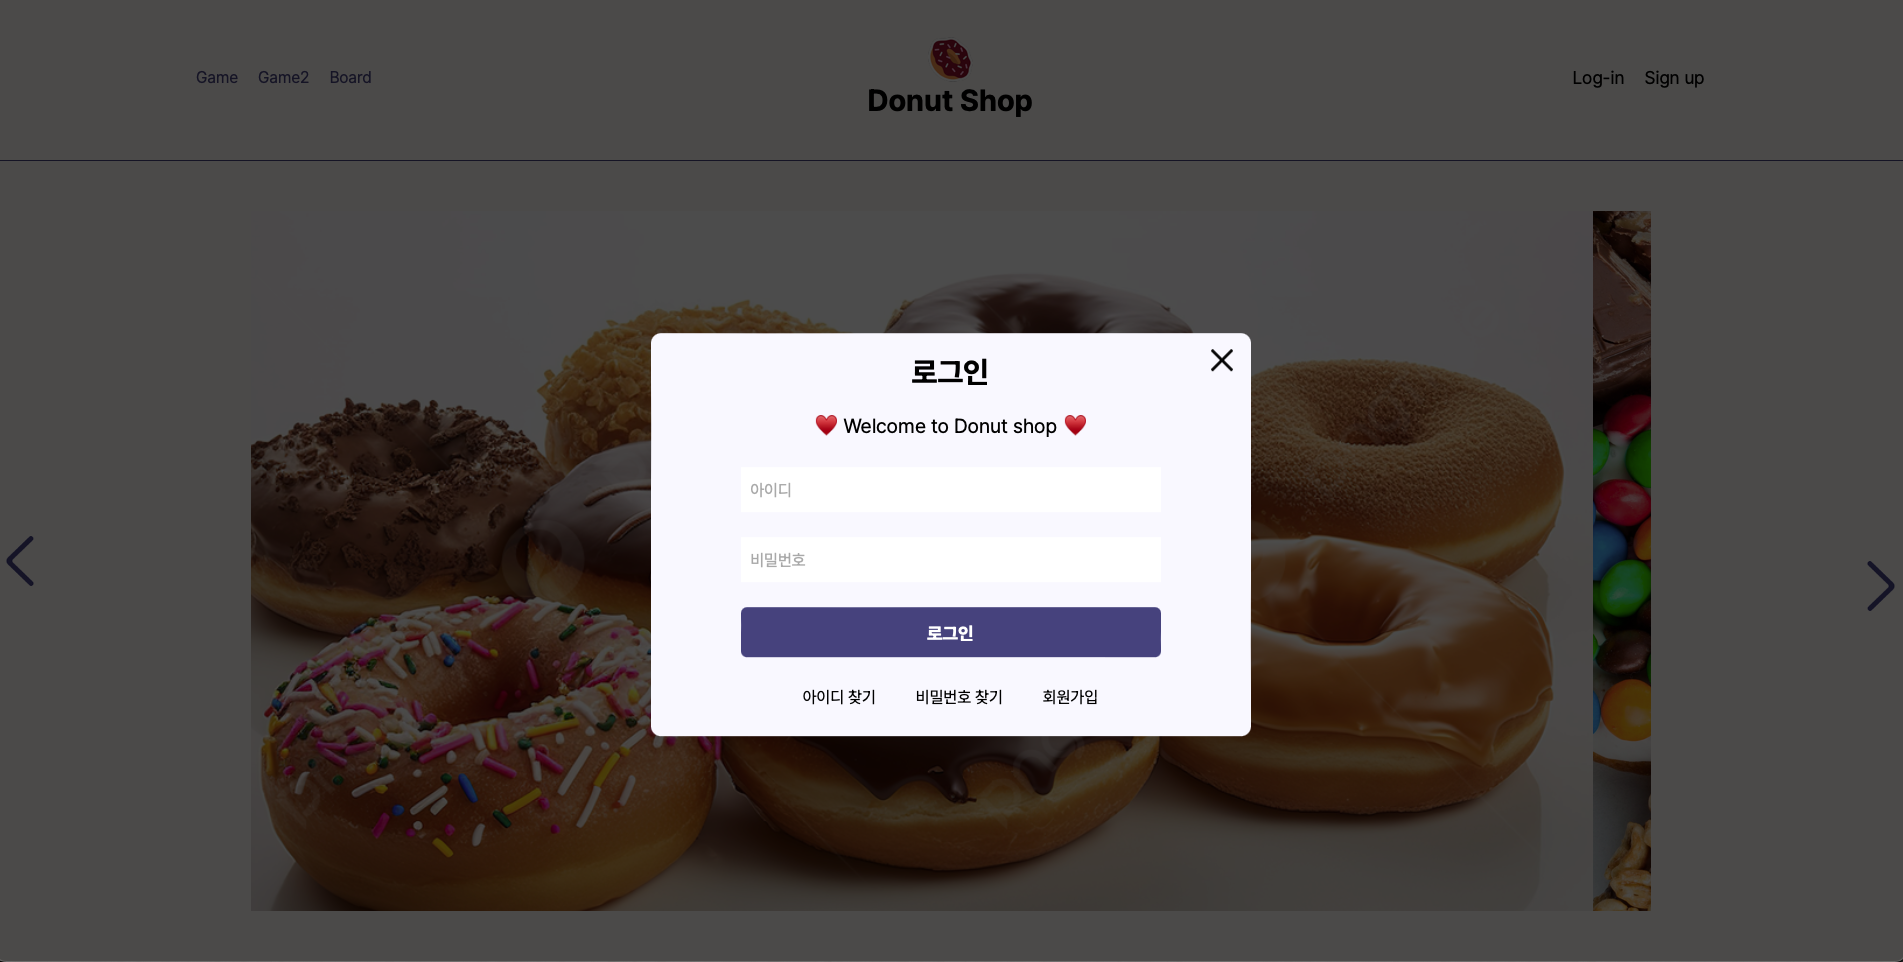 Game Game2 Board
Donut Shop
Log-in Sign up
로그인
♥ Welcome to Donut shop ♥
아이디
비밀번호
로그인
아이디 찾기 비밀번호 찾기 회원가입